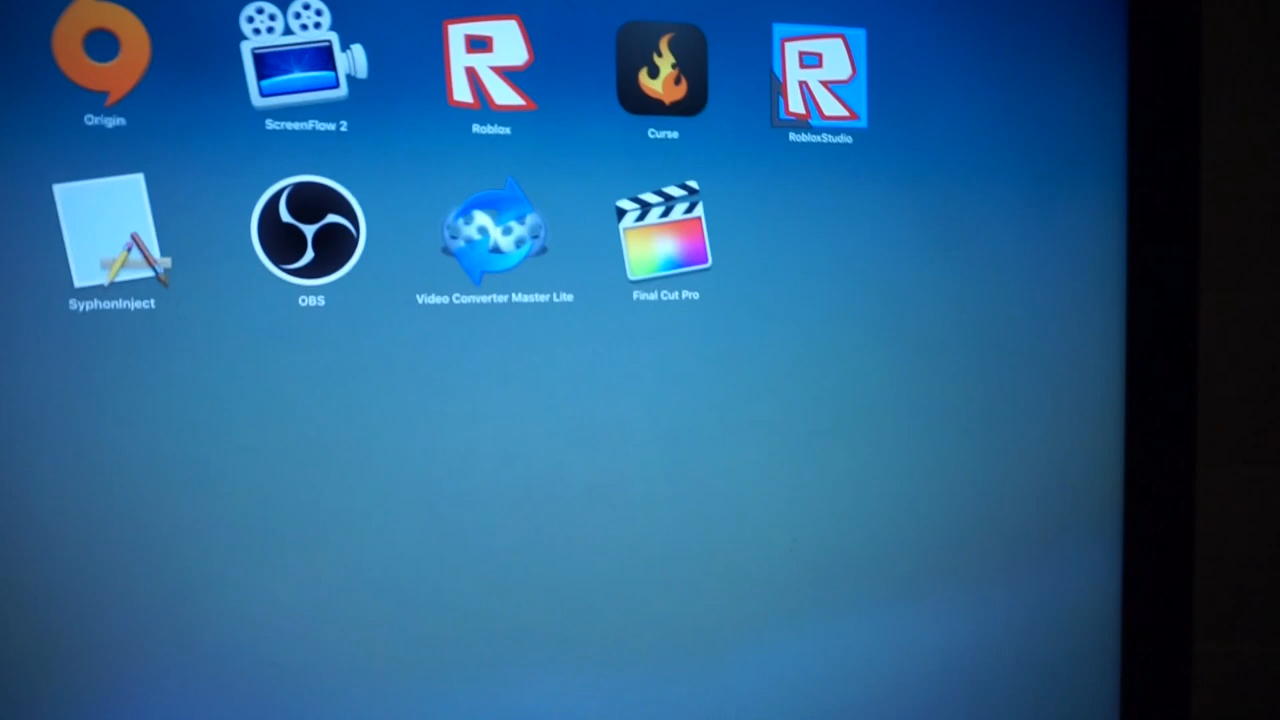 Origin
ScreenFlow 2
Roblox
Curse
RobloxStudio
SyphonInject
OBS
Video Converter Master Lite
Final Cut Pro